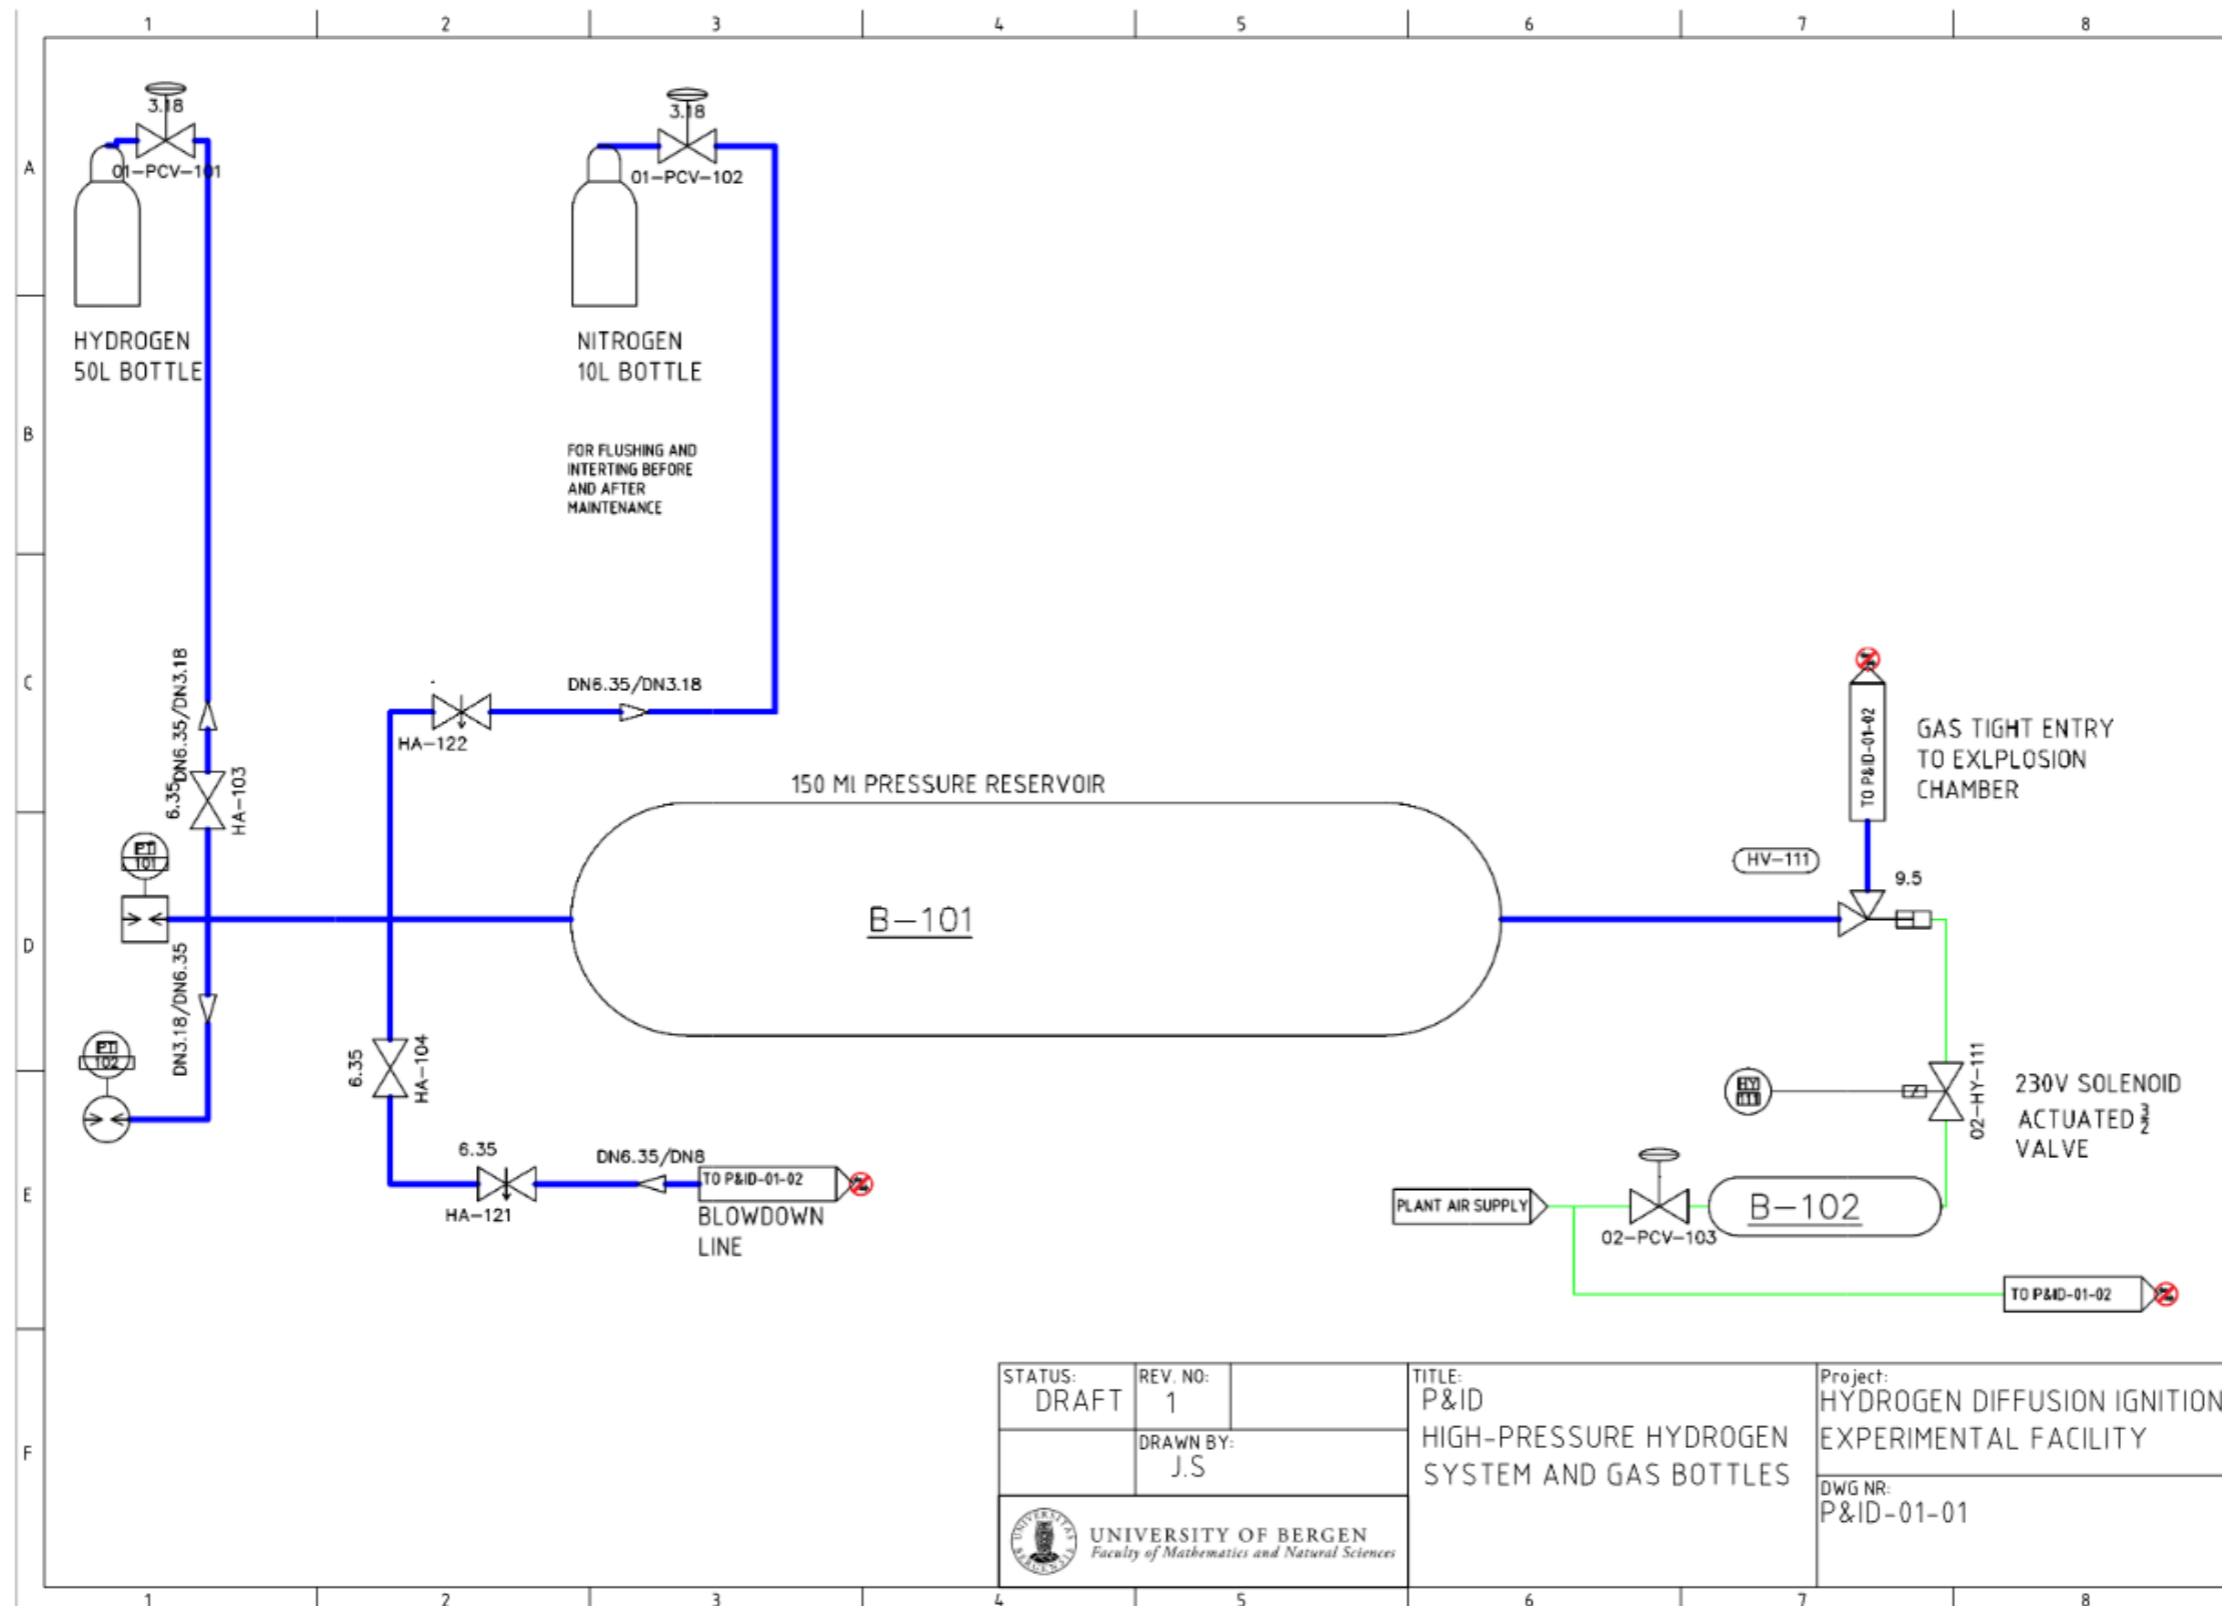 1 2 3 4 5 6 7 8
A
B
C
D
E
F
3.18
01-PCV-101
HYDROGEN
50L BOTTLE
3.18
01-PCV-102
NITROGEN
10L BOTTLE
FOR FLUSHING AND
INTERTING BEFORE
AND AFTER
MAINTENANCE
DN6.35/DN3.18
6.35
HA-103
DN6.35/DN3.18
HA-122
150 Ml PRESSURE RESERVOIR
B-101
PT
101
DN3.18/DN6.35
PT
102
6.35
HA-104
6.35
HA-121
DN6.35/DN8
TO P&ID-01-02
BLOWDOWN
LINE
TO P&ID-01-02
GAS TIGHT ENTRY
TO EXLPLOSION
CHAMBER
HV-111
9.5
HY
111
02-HY-111
230V SOLENOID
ACTUATED 3/2
VALVE
PLANT AIR SUPPLY
02-PCV-103
B-102
TO P&ID-01-02
STATUS:
DRAFT
REV. NO:
1
DRAWN BY:
J.S
UNIVERSITAS
BERGENSIS
UNIVERSITY OF BERGEN
Faculty of Mathematics and Natural Sciences
TITLE:
P&ID
HIGH-PRESSURE HYDROGEN
SYSTEM AND GAS BOTTLES
Project:
HYDROGEN DIFFUSION IGNITION
EXPERIMENTAL FACILITY
DWG NR:
P&ID-01-01
1 2 3 4 5 6 7 8